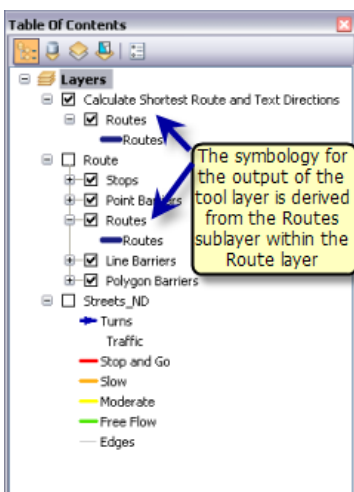 Table Of Contents
Layers
Calculate Shortest Route and Text Directions
Routes
Routes
Route
Stops
Point Barriers
Routes
Routes
Line Barriers
Polygon Barriers
Streets_ND
Turns
Traffic
Stop and Go
Slow
Moderate
Free Flow
Edges
The symbology for
the output of the
tool layer is derived
from the Routes
sublayer within the
Route layer